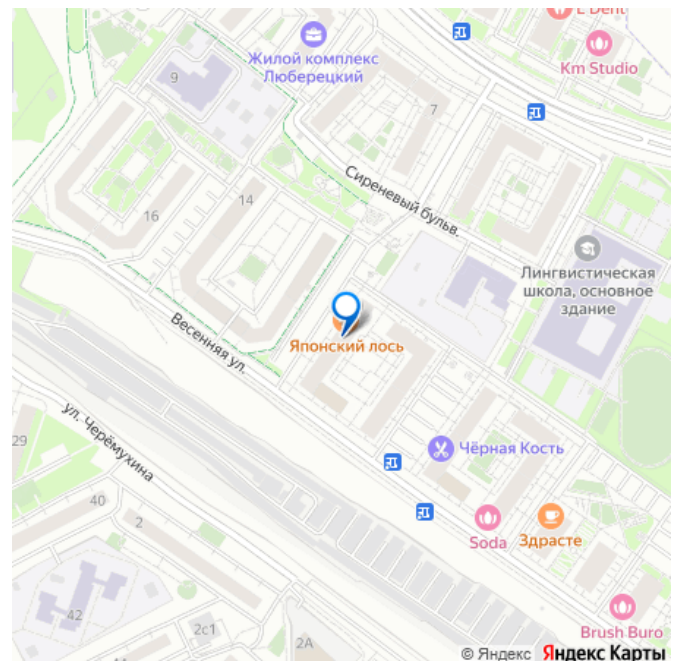 L'Dent
Km Studio
Жилой комплекс
Люберецкий
9
7
Сиреневый бульв.
16
14
Лингвистическая
школа, основное
здание
Весенняя ул.
Японский лось
ул. Черёмухина
29
Чёрная Кость
40
2
Soda
Здрасте
42
2с1
2А
Brush Buro
© Яндекс Яндекс Карты